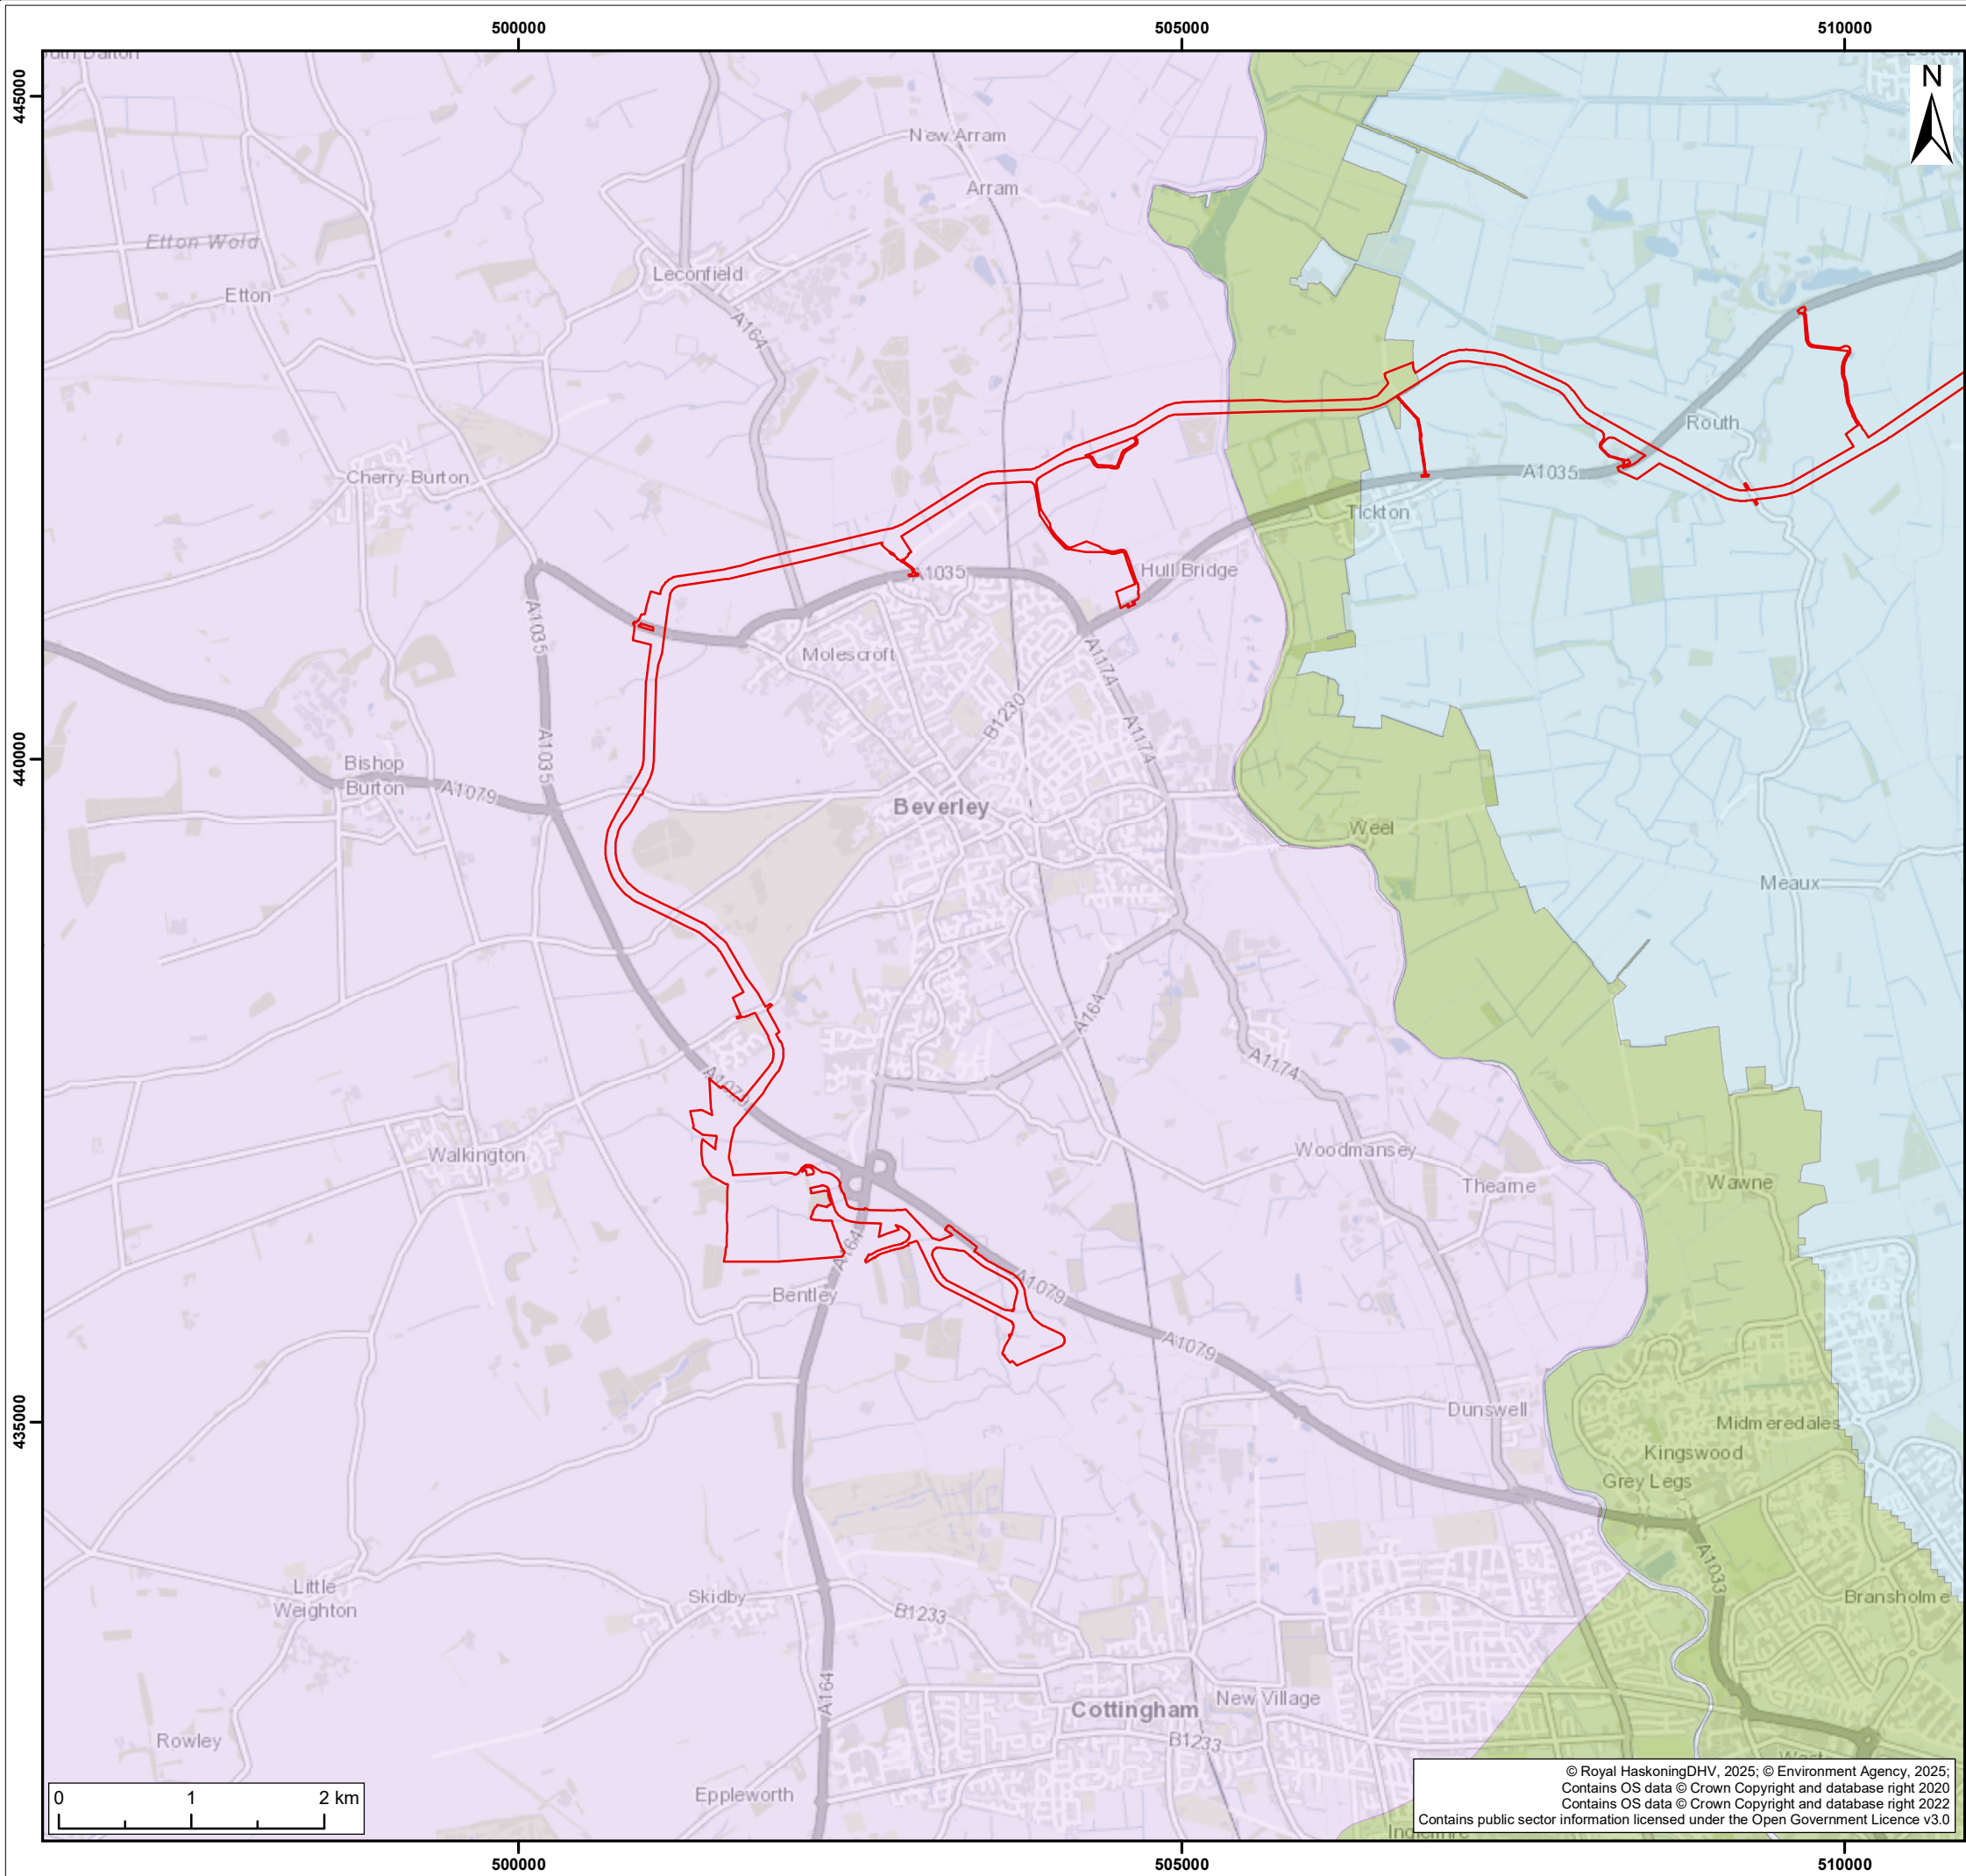 500000
505000
510000
445000
N
New Arram
Arram
Etton Wold
Leconfield
Etton
A164
Routh
Cherry Burton
A1035
Tickton
Hull Bridge
A1035
A1035
Molescroft
A1174
B1230
A1174
A1035
440000
Bishop
Burton
A1079
Beverley
Weel
Meaux
A164
A1174
A1079
Walkington
Woodmansey
Thearne
Wawne
A164
Bentley
A1079
A1079
435000
Dunswell
Midmeredales
Kingswood
Grey Legs
A1033
Little
Weighton
Skidby
B1233
Bransholme
A164
Cottingham
New Village
Rowley
B1233
Eppleworth
0 1 2 km
© Royal HaskoningDHV, 2025; © Environment Agency, 2025;
Contains OS data © Crown Copyright and database right 2020
Contains OS data © Crown Copyright and database right 2022
Contains public sector information licensed under the Open Government Licence v3.0
500000
505000
510000